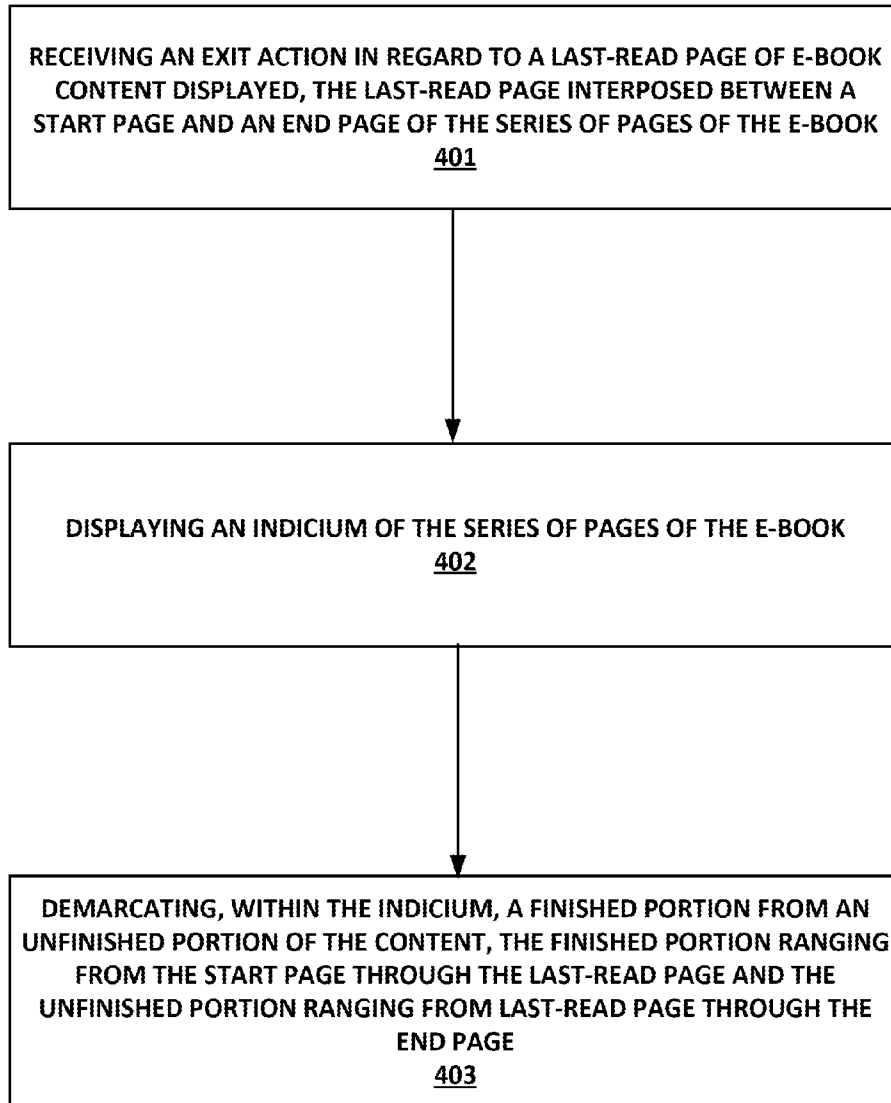 RECEIVING AN EXIT ACTION IN REGARD TO A LAST-READ PAGE OF E-BOOK
CONTENT DISPLAYED, THE LAST-READ PAGE INTERPOSED BETWEEN A
START PAGE AND AN END PAGE OF THE SERIES OF PAGES OF THE E-BOOK
401
DISPLAYING AN INDICIUM OF THE SERIES OF PAGES OF THE E-BOOK
402
DEMARCATING, WITHIN THE INDICIUM, A FINISHED PORTION FROM AN
UNFINISHED PORTION OF THE CONTENT, THE FINISHED PORTION RANGING
FROM THE START PAGE THROUGH THE LAST-READ PAGE AND THE
UNFINISHED PORTION RANGING FROM LAST-READ PAGE THROUGH THE
END PAGE
403